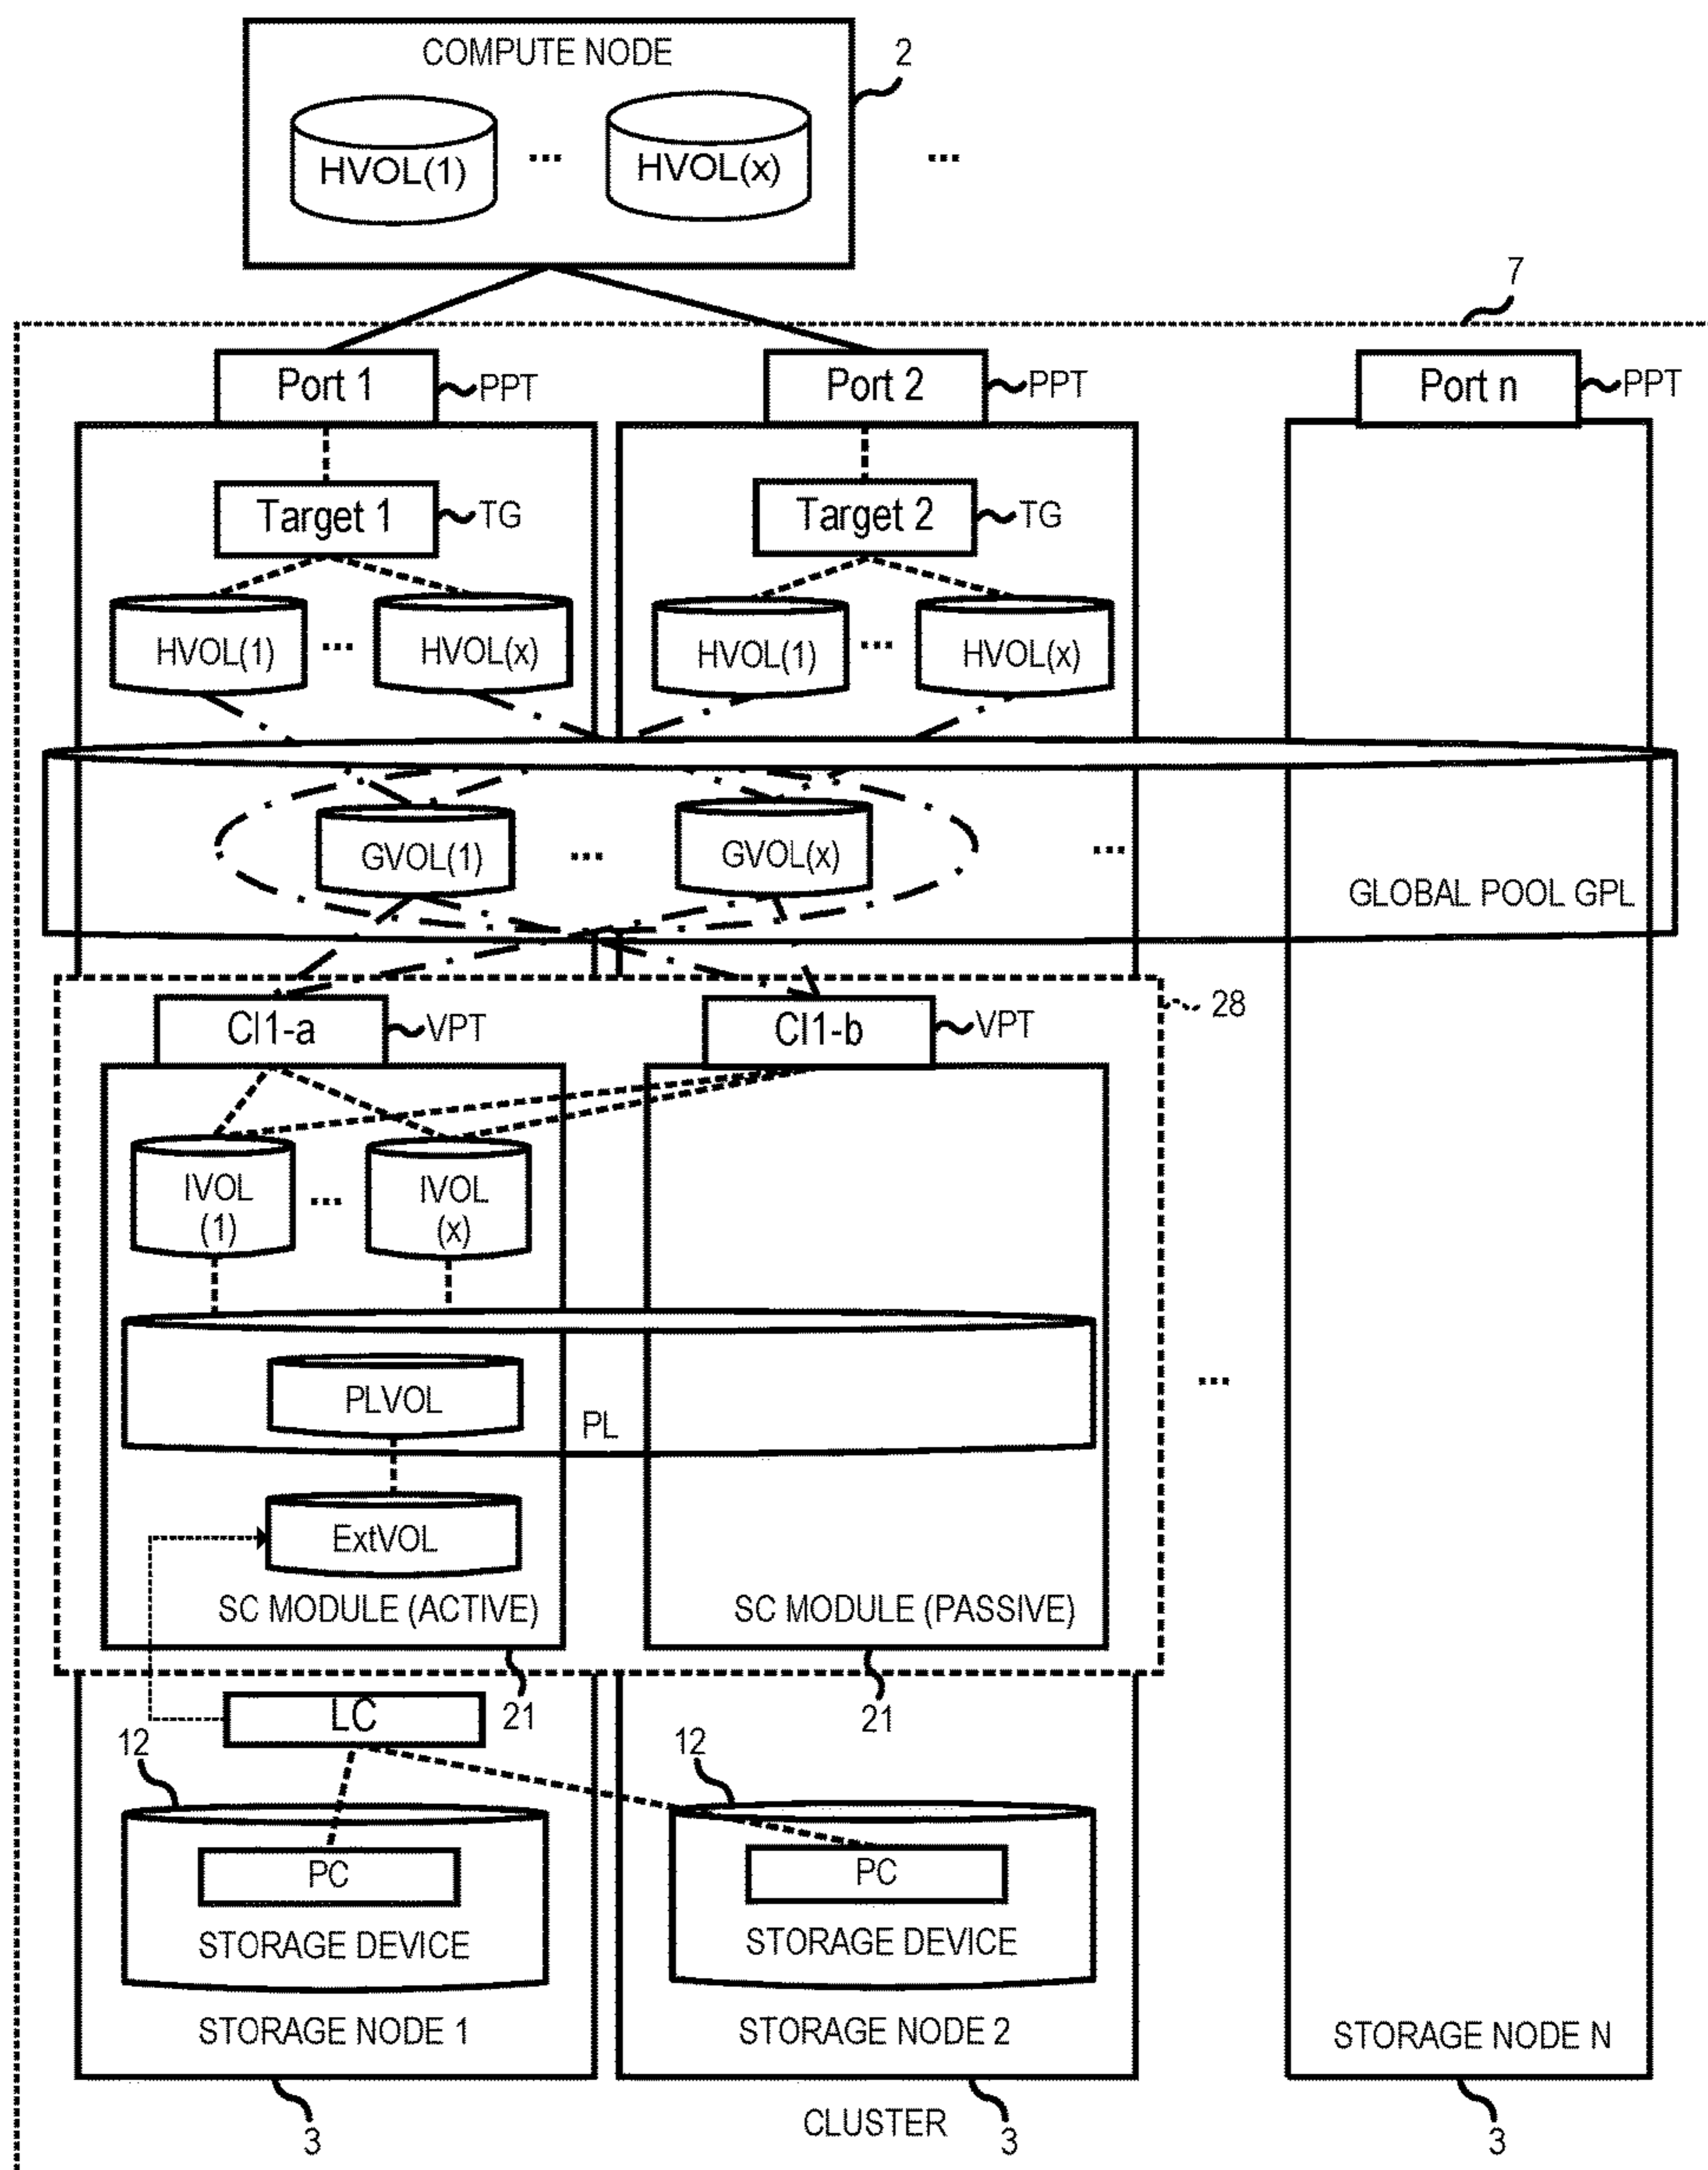 COMPUTE NODE
2
HVOL(1)
...
HVOL(x)
...
7
Port 1
PPT
Port 2
PPT
Port n
PPT
Target 1
TG
Target 2
TG
HVOL(1)
...
HVOL(x)
HVOL(1)
...
HVOL(x)
GVOL(1)
...
GVOL(x)
...
GLOBAL POOL GPL
CI1-a
VPT
CI1-b
VPT
28
IVOL
(1)
...
IVOL
(x)
PLVOL
PL
...
ExtVOL
SC MODULE (ACTIVE)
SC MODULE (PASSIVE)
21
21
LC
12
12
PC
PC
STORAGE DEVICE
STORAGE DEVICE
STORAGE NODE 1
STORAGE NODE 2
STORAGE NODE N
3
CLUSTER
3
3